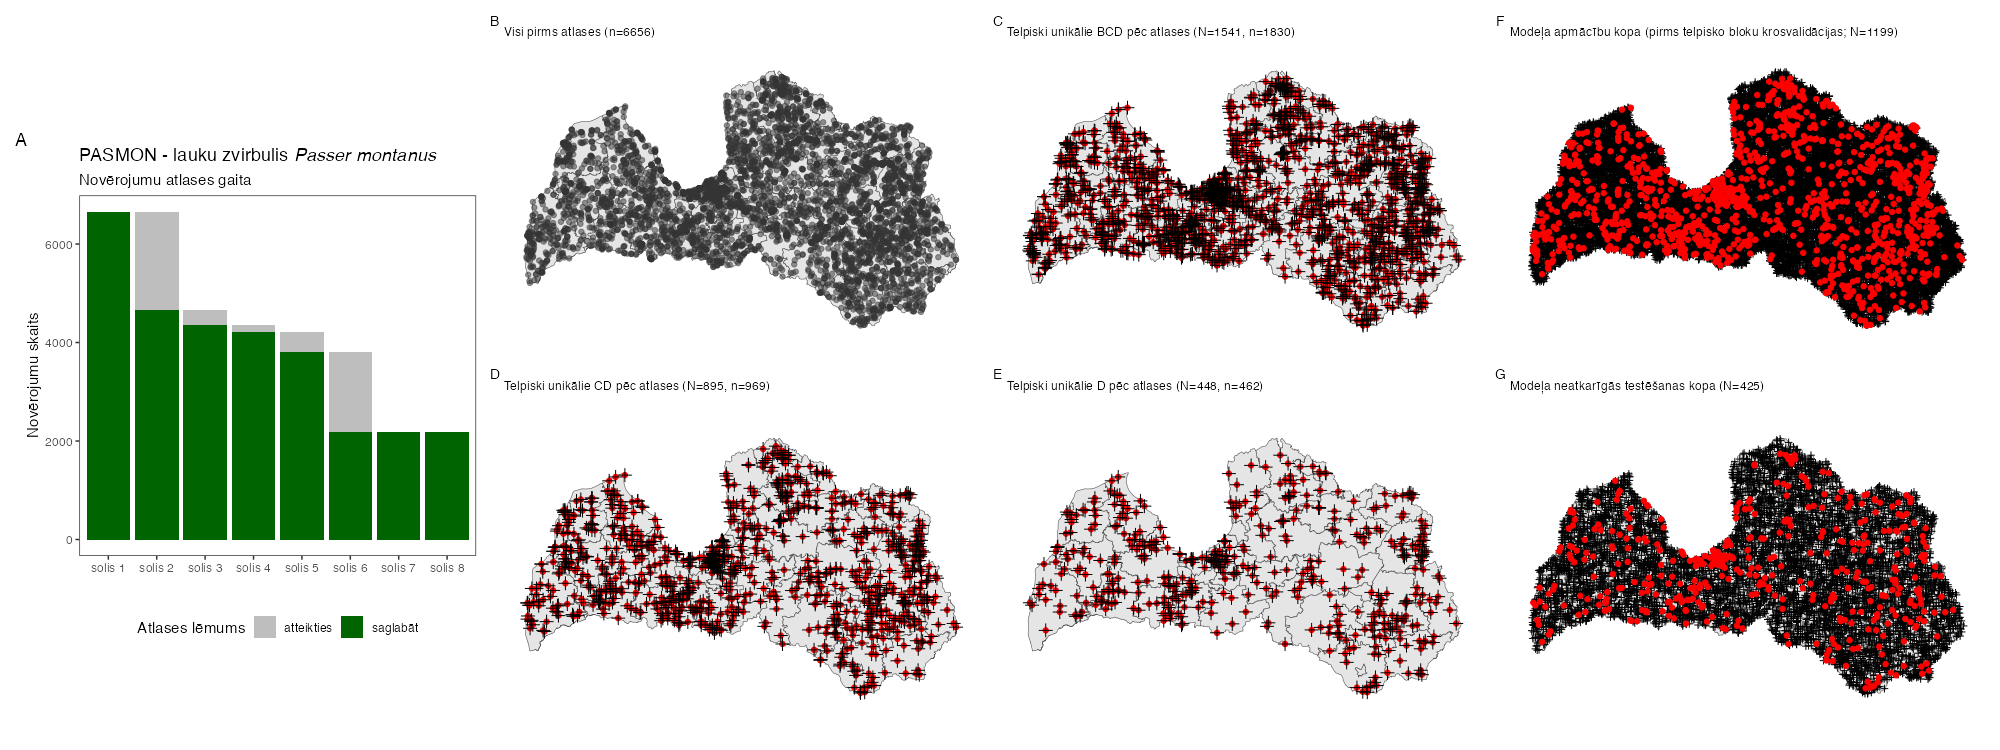 A
PASMON - lauku zvirbulis Passer montanus
Novērojumu atlases gaita
Novērojumu skaits
6000
4000
2000
0
solis 1 solis 2 solis 3 solis 4 solis 5 solis 6 solis 7 solis 8
Atlases lēmums atteikties saglabāt
B
Visi pirms atlases (n=6656)
C
Telpiski unikālie BCD pēc atlases (N=1541, n=1830)
F
Modeļa apmācību kopa (pirms telpisko bloku krosvalidācijas; N=1199)
D
Telpiski unikālie CD pēc atlases (N=895, n=969)
E
Telpiski unikālie D pēc atlases (N=448, n=462)
G
Modeļa neatkarīgās testēšanas kopa (N=425)